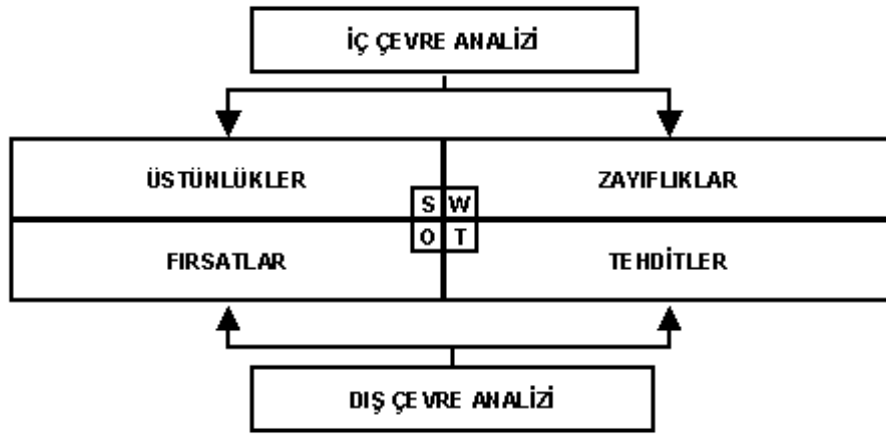 İÇ ÇEVRE ANALİZİ
ÜSTÜNLÜKLER
ZAYIFLIKLAR
S W
O T
FIRSATLAR
TEHDİTLER
DIŞ ÇEVRE ANALİZİ